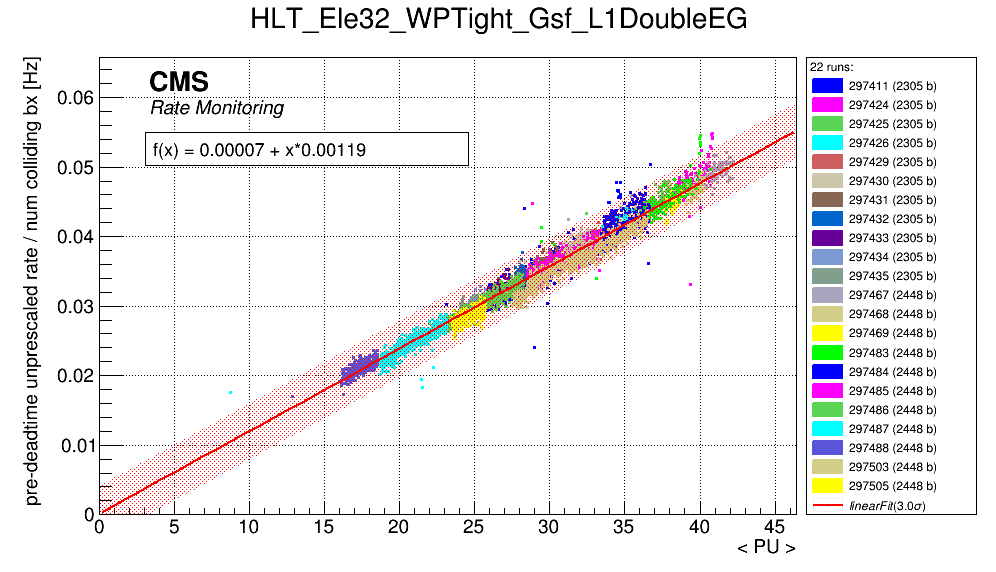 HLT_Ele32_WPTight_Gsf_L1DoubleEG
pre-deadtime unprescaled rate / num colliding bx [Hz]
CMS
Rate Monitoring
f(x) = 0.00007 + x*0.00119
0.06
0.05
0.04
0.03
0.02
0.01
0
0 5 10 15 20 25 30 35 40 45
< PU >
22 runs:
297411 (2305 b)
297424 (2305 b)
297425 (2305 b)
297426 (2305 b)
297429 (2305 b)
297430 (2305 b)
297431 (2305 b)
297432 (2305 b)
297433 (2305 b)
297434 (2305 b)
297435 (2305 b)
297467 (2448 b)
297468 (2448 b)
297469 (2448 b)
297483 (2448 b)
297484 (2448 b)
297485 (2448 b)
297486 (2448 b)
297487 (2448 b)
297488 (2448 b)
297503 (2448 b)
297505 (2448 b)
linearFit(3.0σ)